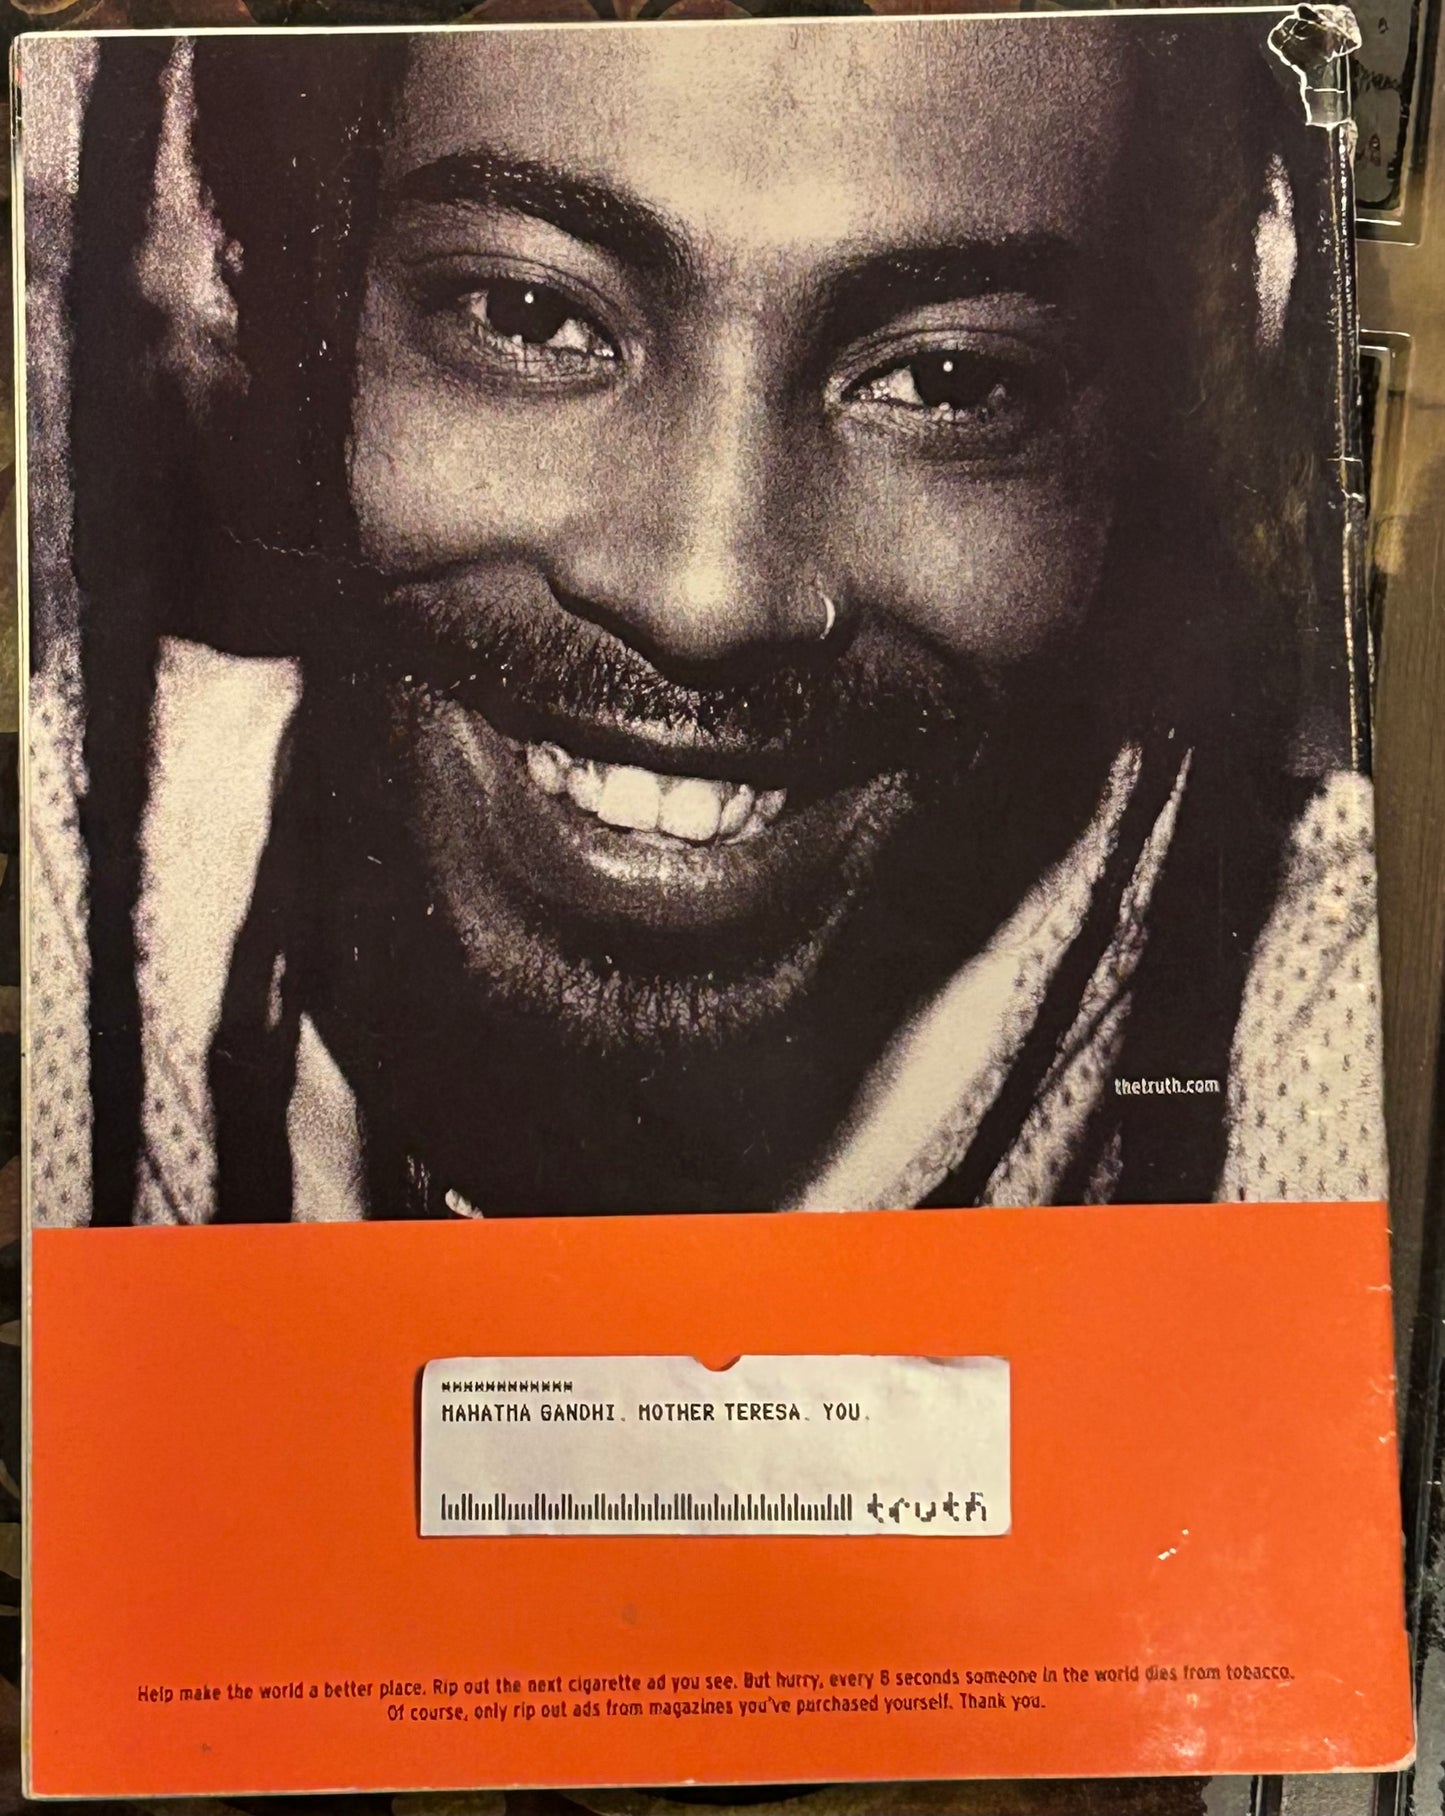 thetruth.com
************
MAHATMA GANDHI. MOTHER TERESA. YOU.
truth
Help make the world a better place. Rip out the next cigarette ad you see. But hurry, every 8 seconds someone in the world dies from tobacco.
Of course, only rip out ads from magazines you've purchased yourself. Thank you.